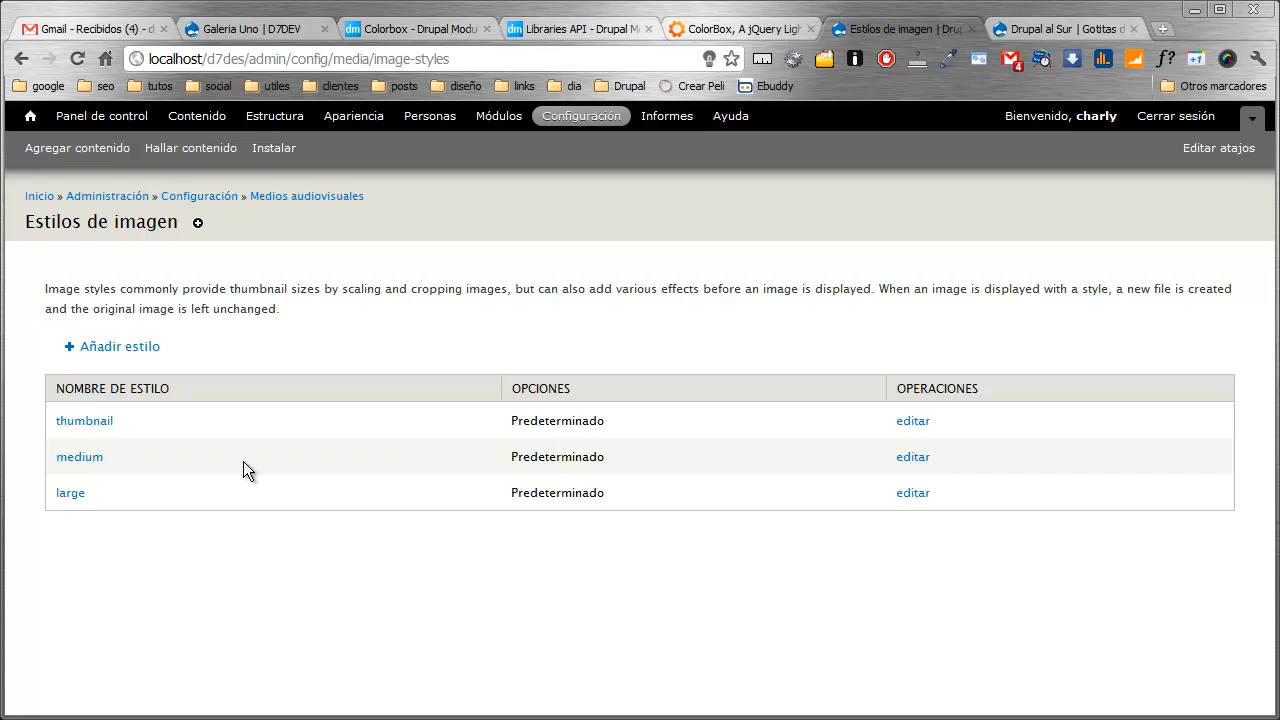 Gmail - Recibidos (4) - d
Galeria Uno | D7DEV
dm Colorbox - Drupal Modu
dm Libraries API - Drupal M
ColorBox, A jQuery Ligh
Estilos de imagen | Dru
Drupal al Sur | Gotitas d
localhost/d7des/admin/config/media/image-styles
4
f?
+1
google
seo
tutos
social
utiles
clientes
posts
diseño
links
dia
Drupal
Crear Peli
Ebuddy
Otros marcadores
Panel de control
Contenido
Estructura
Apariencia
Personas
Módulos
Configuración
Informes
Ayuda
Bienvenido, charly
Cerrar sesión
Agregar contenido
Hallar contenido
Instalar
Editar atajos
Inicio » Administración » Configuración » Medios audiovisuales
Estilos de imagen
Image styles commonly provide thumbnail sizes by scaling and cropping images, but can also add various effects before an image is displayed. When an image is displayed with a style, a new file is created
and the original image is left unchanged.
Añadir estilo
NOMBRE DE ESTILO OPCIONES OPERACIONES
thumbnail Predeterminado editar
medium Predeterminado editar
large Predeterminado editar